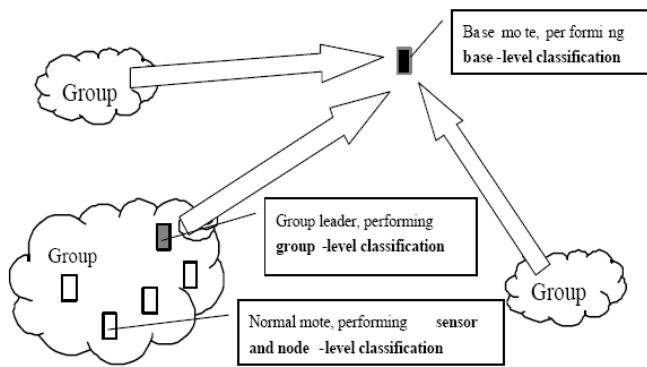 Base mo te, per formi ng
base -level classification
Group
Group leader, performing
group -level classification
Group
Group
Normal mote, performing sensor
and node -level classification